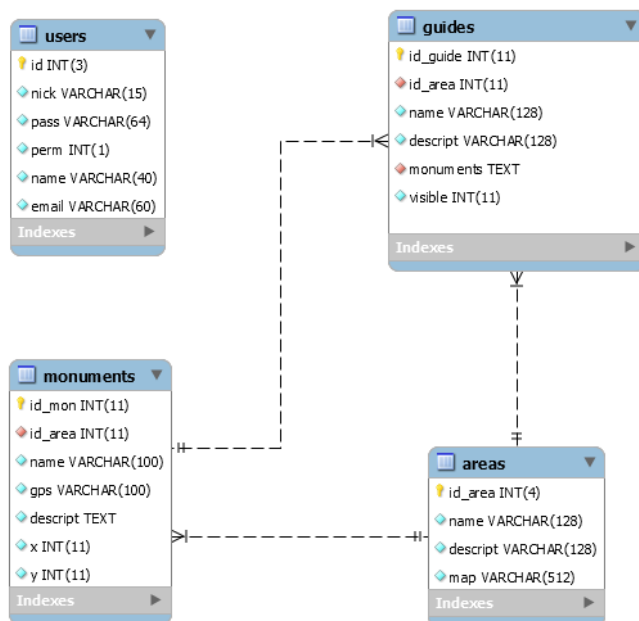 users
id INT(3)
nick VARCHAR(15)
pass VARCHAR(64)
perm INT(1)
name VARCHAR(40)
email VARCHAR(60)
Indexes
guides
id_guide INT(11)
id_area INT(11)
name VARCHAR(128)
descript VARCHAR(128)
monuments TEXT
visible INT(11)
Indexes
monuments
id_mon INT(11)
id_area INT(11)
name VARCHAR(100)
gps VARCHAR(100)
descript TEXT
x INT(11)
y INT(11)
Indexes
areas
id_area INT(4)
name VARCHAR(128)
descript VARCHAR(128)
map VARCHAR(512)
Indexes